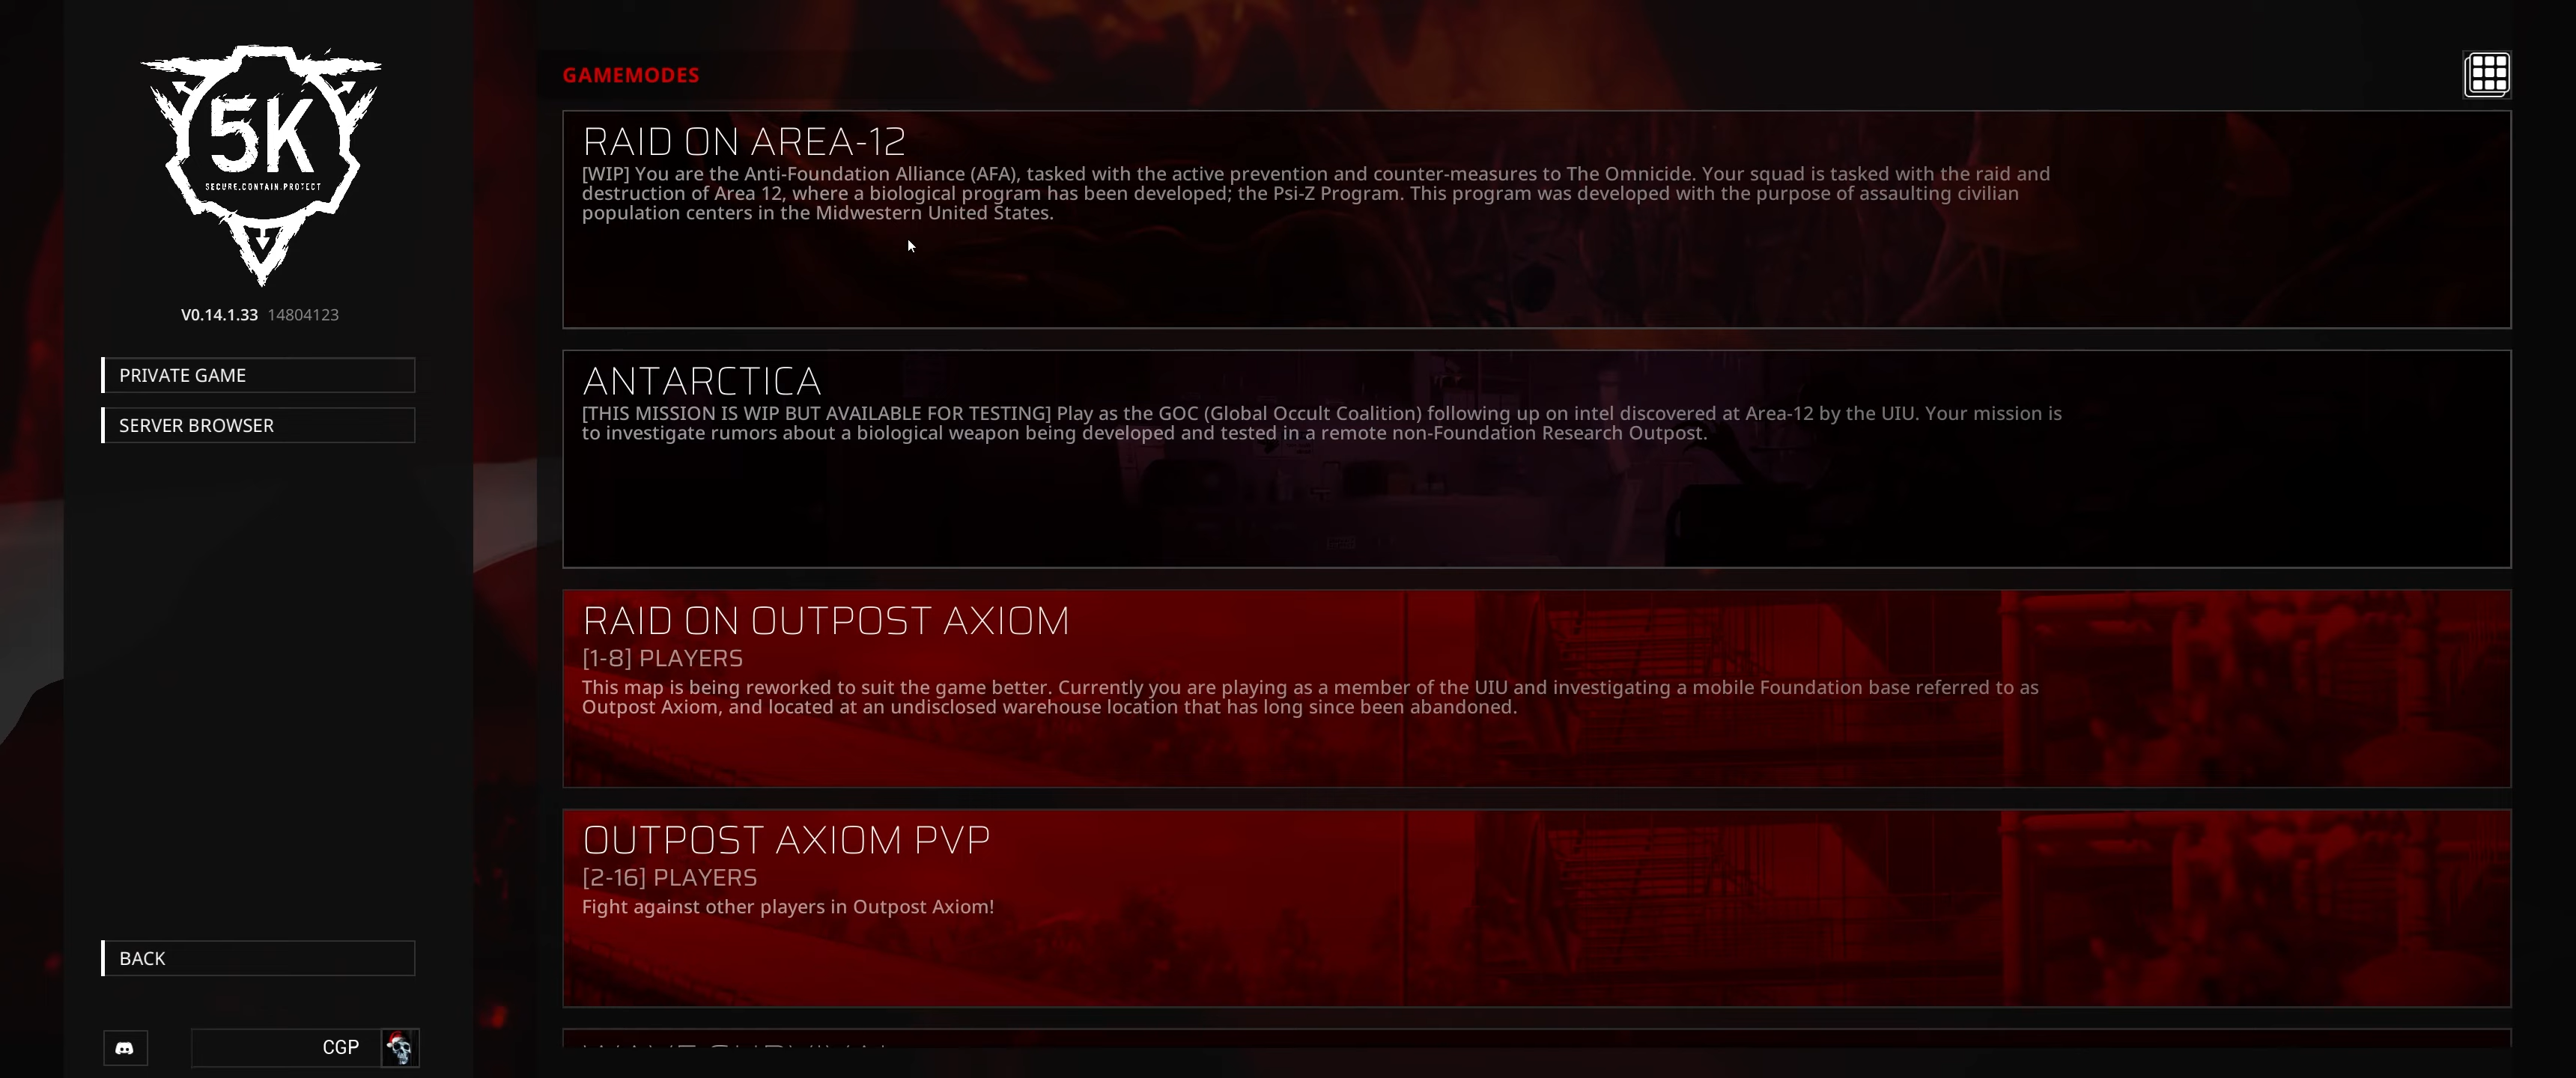 5K
SECURE.CONTAIN.PROTECT
V0.14.1.33 14804123
PRIVATE GAME
SERVER BROWSER
BACK
CGP
GAMEMODES
RAID ON AREA-12
[WIP] You are the Anti-Foundation Alliance (AFA), tasked with the active prevention and counter-measures to The Omnicide. Your squad is tasked with the raid and
destruction of Area 12, where a biological program has been developed; the Psi-Z Program. This program was developed with the purpose of assaulting civilian
population centers in the Midwestern United States.
ANTARCTICA
[THIS MISSION IS WIP BUT AVAILABLE FOR TESTING] Play as the GOC (Global Occult Coalition) following up on intel discovered at Area-12 by the UIU. Your mission is
to investigate rumors about a biological weapon being developed and tested in a remote non-Foundation Research Outpost.
RAID ON OUTPOST AXIOM
[1-8] PLAYERS
This map is being reworked to suit the game better. Currently you are playing as a member of the UIU and investigating a mobile Foundation base referred to as
Outpost Axiom, and located at an undisclosed warehouse location that has long since been abandoned.
OUTPOST AXIOM PVP
[2-16] PLAYERS
Fight against other players in Outpost Axiom!